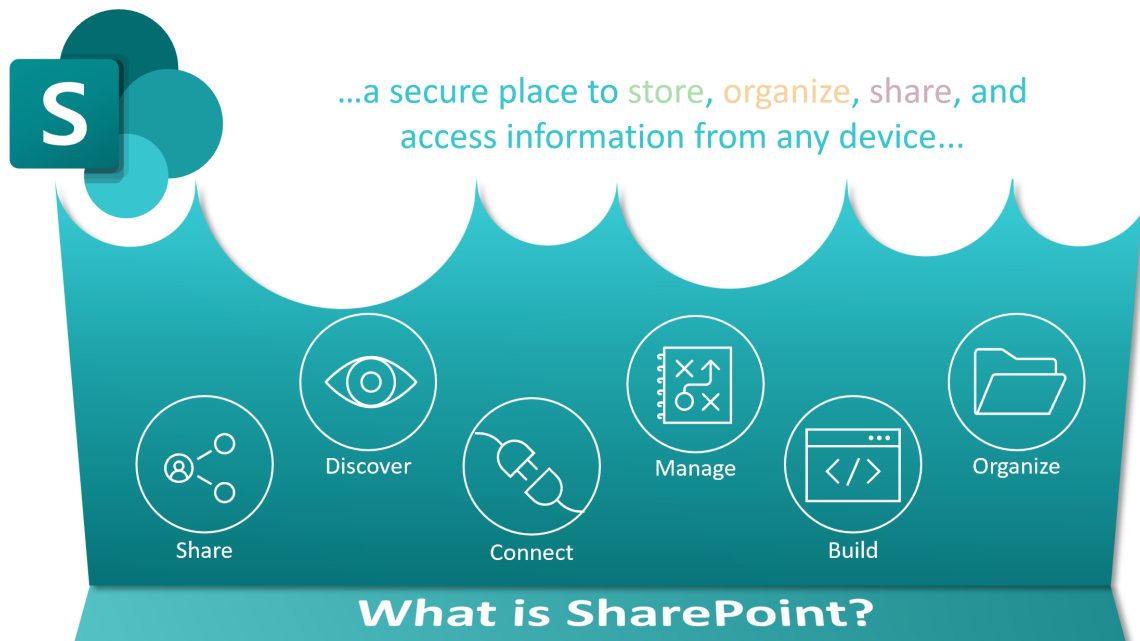 S
...a secure place to store, organize, share, and
access information from any device...
Discover
Manage
Organize
Share
Connect
</>
Build
What is SharePoint?